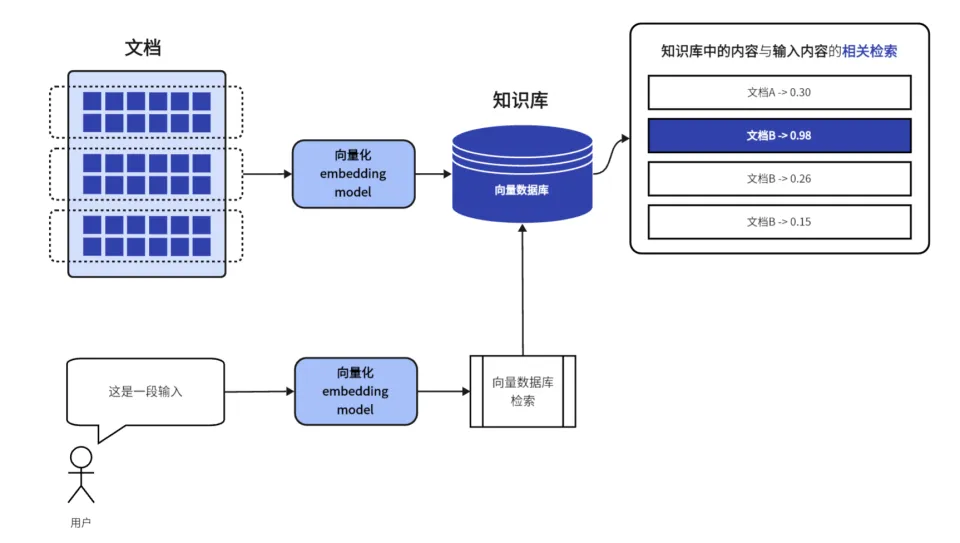 文档
知识库
知识库中的内容与输入内容的相关检索
文档A -> 0.30
文档B -> 0.98
文档B -> 0.26
文档B -> 0.15
向量化
embedding
model
向量数据库
这是一段输入
向量化
embedding
model
向量数据库
检索
用户